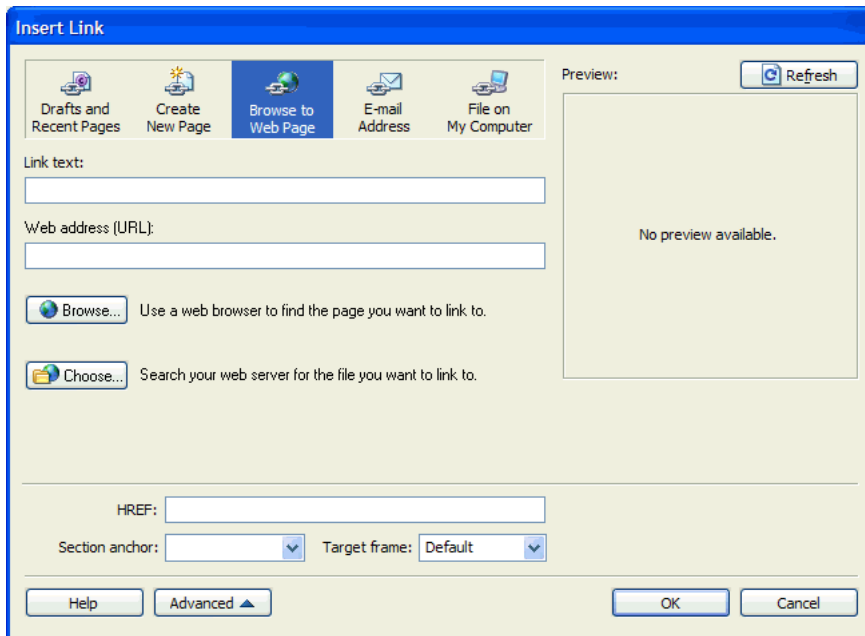 Insert Link
Drafts and
Recent Pages
Create
New Page
Browse to
Web Page
E-mail
Address
File on
My Computer
Preview:
Refresh
Link text:
Web address (URL):
No preview available.
Browse... Use a web browser to find the page you want to link to.
Choose... Search your web server for the file you want to link to.
HREF:
Section anchor: Target frame: Default
Help Advanced OK Cancel